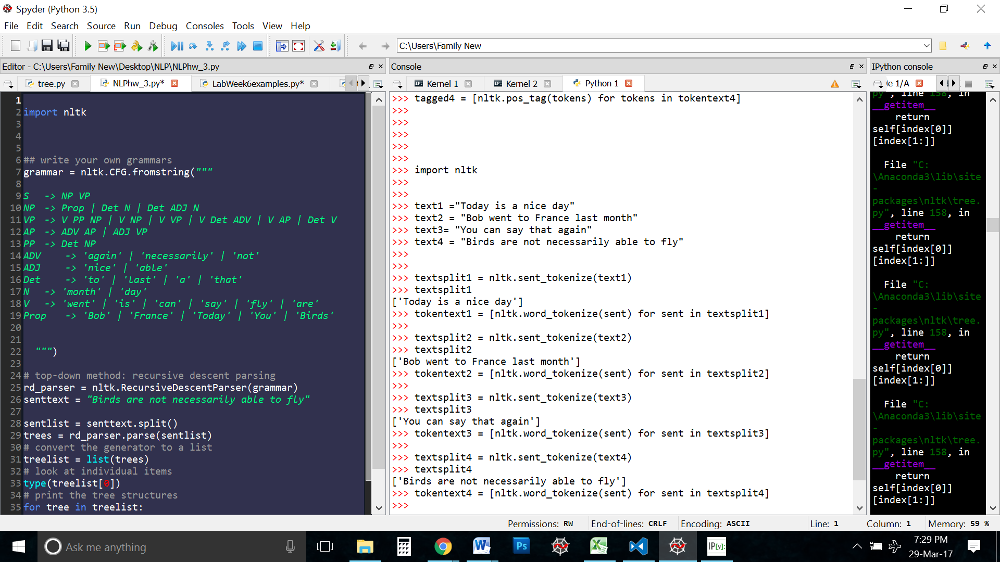 Spyder (Python 3.5)
File Edit Search Source Run Debug Consoles Tools View Help
C:\Users\Family New
Editor - C:\Users\Family New\Desktop\NLP\NLPhw_3.py
tree.py NLPhw_3.py* LabWeek6examples.py*
1
2 import nltk
3
4
5
6 ## write your own grammars
7 grammar = nltk.CFG.fromstring("""
8
9 S -> NP VP
10 NP -> Prop | Det N | Det ADJ N
11 VP -> V PP NP | V NP | V VP | V Det ADV | V AP | Det V
12 AP -> ADV AP | ADJ VP
13 PP -> Det NP
14 ADV -> 'again' | 'necessarily' | 'not'
15 ADJ -> 'nice' | 'able'
16 Det -> 'to' | 'last' | 'a' | 'that'
17 N -> 'month' | 'day'
18 V -> 'went' | 'is' | 'can' | 'say' | 'fly' | 'are'
19 Prop -> 'Bob' | 'France' | 'Today' | 'You' | 'Birds'
20
21
22 """)
23
24 # top-down method: recursive descent parsing
25 rd_parser = nltk.RecursiveDescentParser(grammar)
26 senttext = "Birds are not necessarily able to fly"
27
28 sentlist = senttext.split()
29 trees = rd_parser.parse(sentlist)
30 # convert the generator to a list
31 treelist = list(trees)
32 # look at individual items
33 type(treelist[0])
34 # print the tree structures
35 for tree in treelist:
Console
IP: Kernel 1 IP: Kernel 2 Python 1
>>> tagged4 = [nltk.pos_tag(tokens) for tokens in tokentext4]
>>>
>>>
>>>
>>>
>>>
>>> import nltk
>>>
>>>
>>> text1 ="Today is a nice day"
>>> text2 = "Bob went to France last month"
>>> text3= "You can say that again"
>>> text4 = "Birds are not necessarily able to fly"
>>>
>>>
>>> textsplit1 = nltk.sent_tokenize(text1)
>>> textsplit1
['Today is a nice day']
>>> tokentext1 = [nltk.word_tokenize(sent) for sent in textsplit1]
>>>
>>> textsplit2 = nltk.sent_tokenize(text2)
>>> textsplit2
['Bob went to France last month']
>>> tokentext2 = [nltk.word_tokenize(sent) for sent in textsplit2]
>>>
>>> textsplit3 = nltk.sent_tokenize(text3)
>>> textsplit3
['You can say that again']
>>> tokentext3 = [nltk.word_tokenize(sent) for sent in textsplit3]
>>>
>>> textsplit4 = nltk.sent_tokenize(text4)
>>> textsplit4
['Birds are not necessarily able to fly']
>>> tokentext4 = [nltk.word_tokenize(sent) for sent in textsplit4]
>>>
IPython console
le 1/A
py", line 158, in
__getitem__
return
self[index[0]]
[index[1:]]
File "C:
\Anaconda3\lib\site
-
packages\nltk\tree.
py", line 158, in
__getitem__
return
self[index[0]]
[index[1:]]
File "C:
\Anaconda3\lib\site
-
packages\nltk\tree.
py", line 158, in
__getitem__
return
self[index[0]]
[index[1:]]
File "C:
\Anaconda3\lib\site
-
packages\nltk\tree.
py", line 158, in
__getitem__
return
self[index[0]]
[index[1:]]
Permissions: RW End-of-lines: CRLF Encoding: ASCII Line: 1 Column: 1 Memory: 59 %
Ask me anything
W Ps IP[y]:
7:29 PM
29-Mar-17